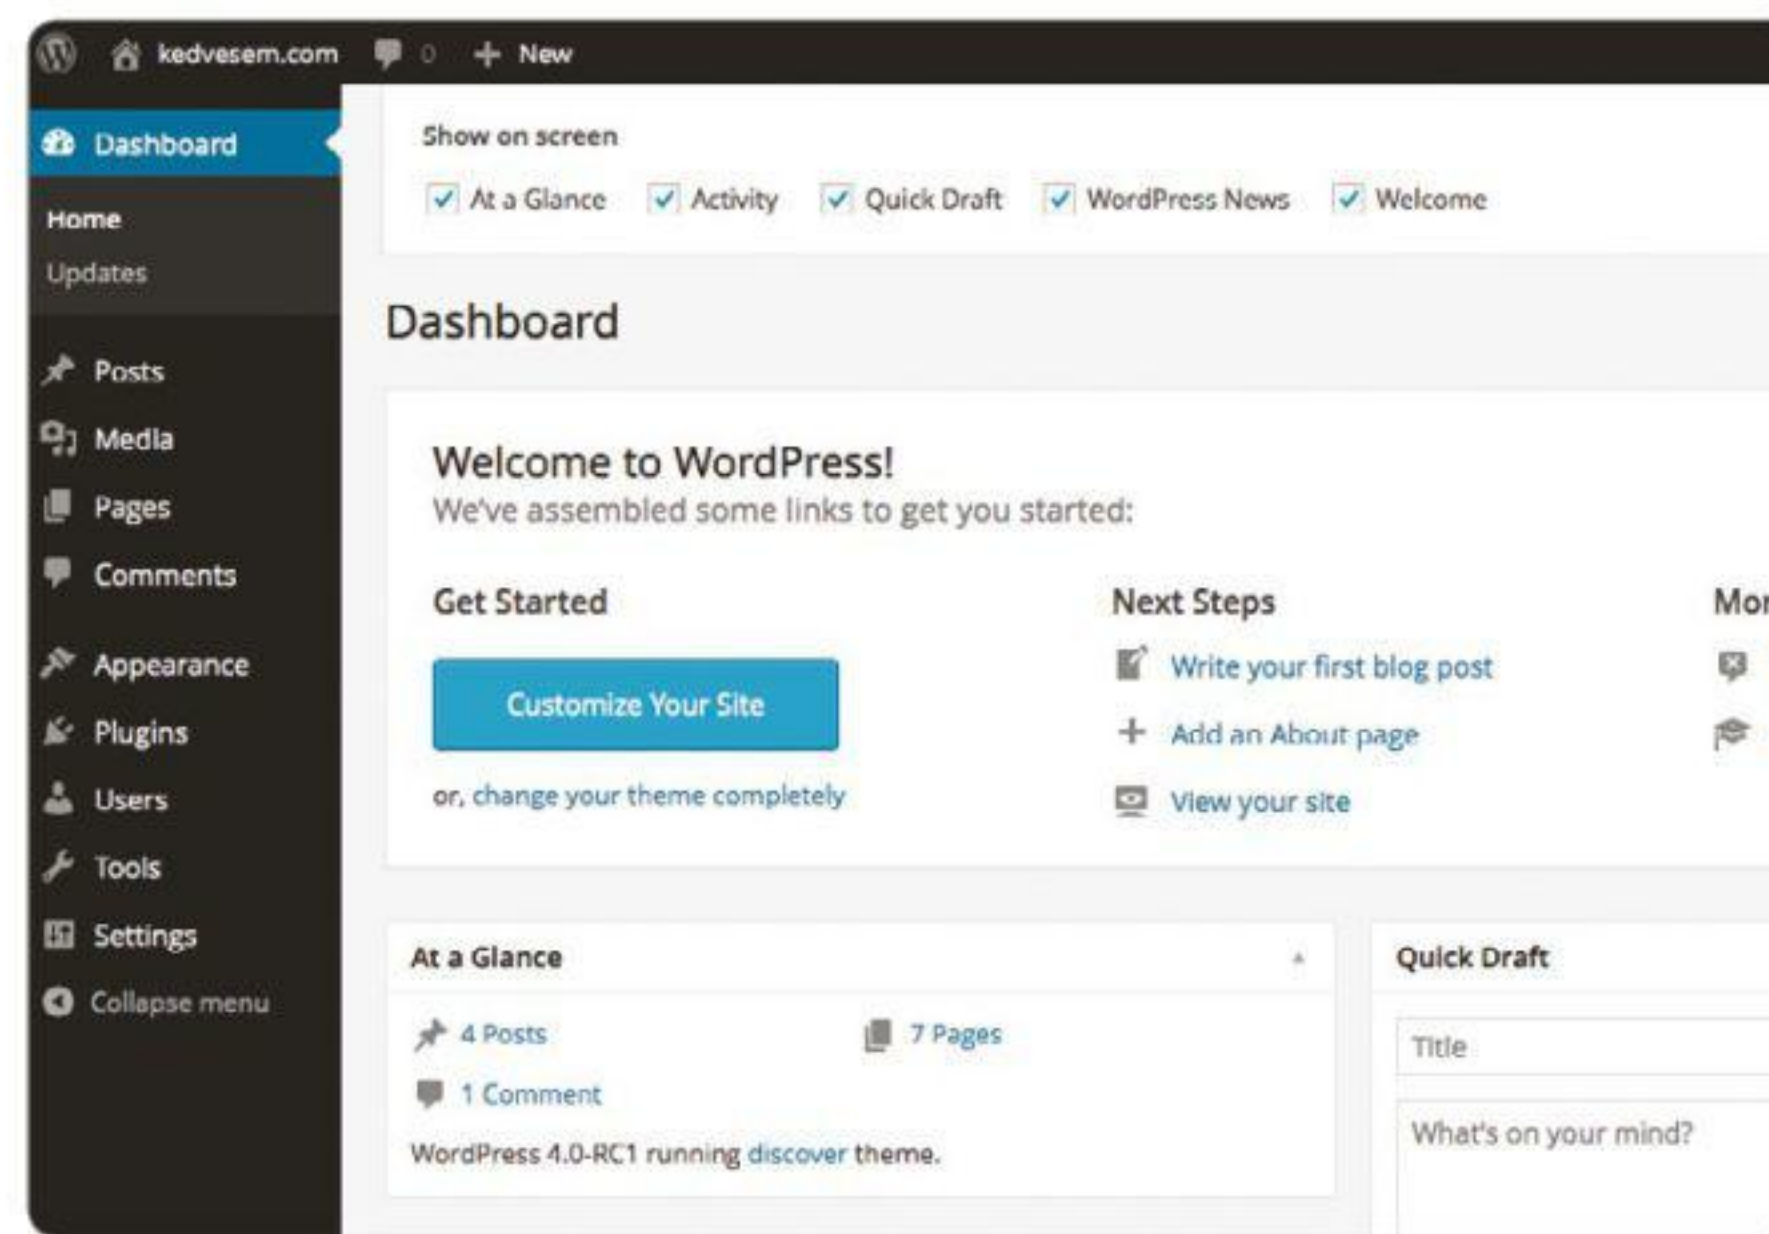 kedvesem.com 0 New
Dashboard
Home
Updates
Posts
Media
Pages
Comments
Appearance
Plugins
Users
Tools
Settings
Collapse menu
Show on screen
At a Glance Activity Quick Draft WordPress News Welcome
Dashboard
Welcome to WordPress!
We've assembled some links to get you started:
Get Started
Customize Your Site
or, change your theme completely
Next Steps
Write your first blog post
Add an About page
View your site
At a Glance
4 Posts 7 Pages
1 Comment
WordPress 4.0-RC1 running discover theme.
Quick Draft
Title
What's on your mind?